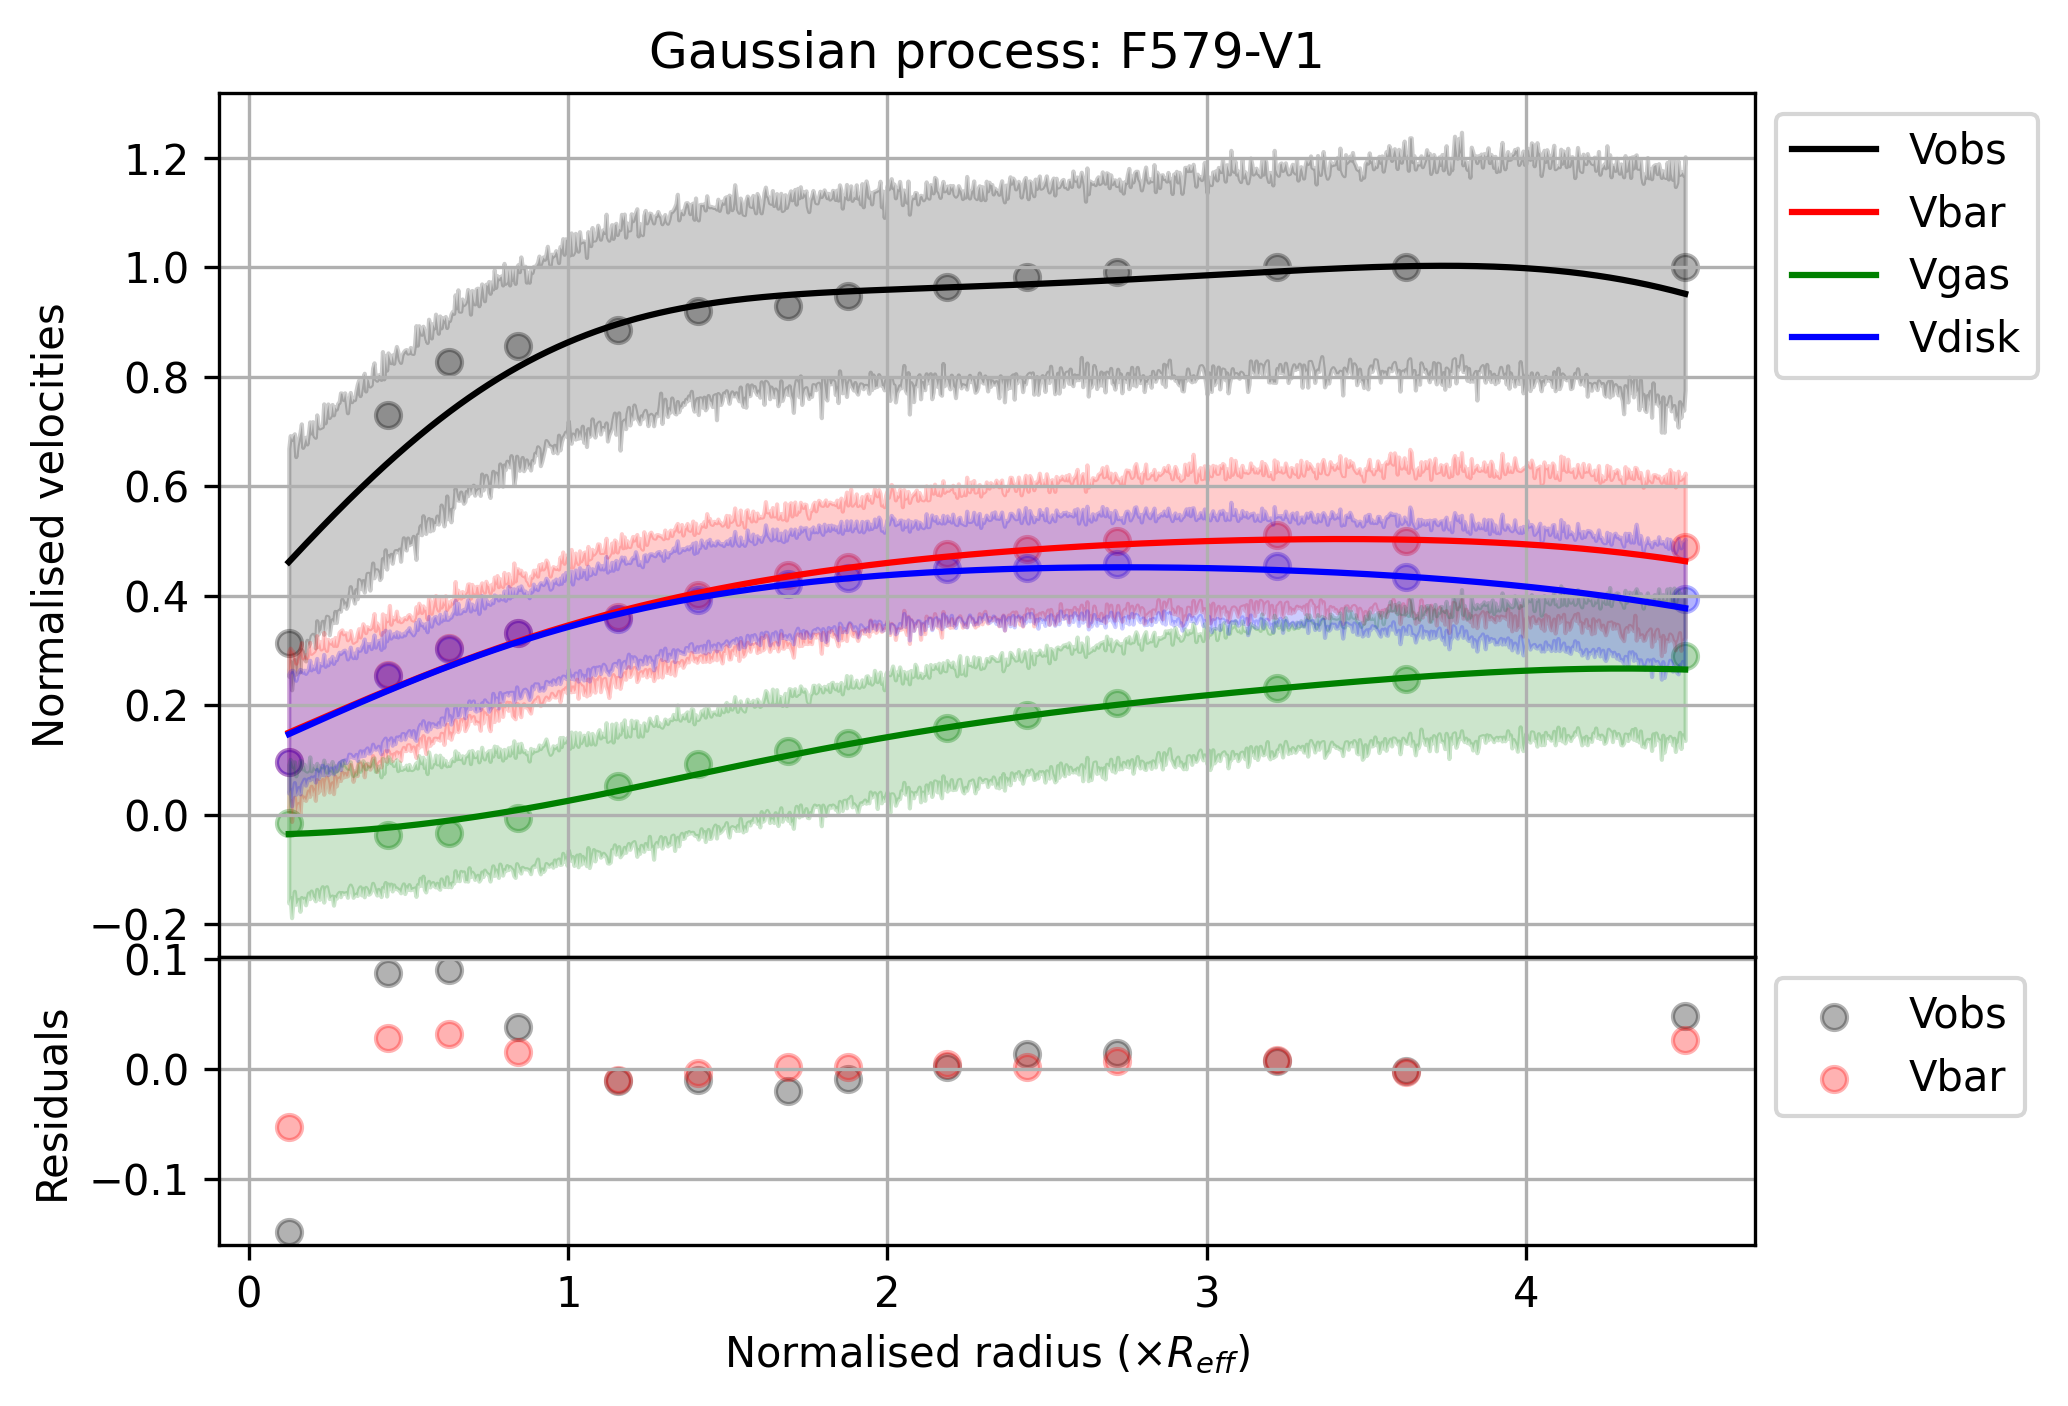 Gaussian process: F579-V1
Normalised velocities
1.2
1.0
0.8
0.6
0.4
0.2
0.0
−0.2
Vobs
Vbar
Vgas
Vdisk
Residuals
0.1
0.0
−0.1
Vobs
Vbar
0 1 2 3 4
Normalised radius (×R_eff)